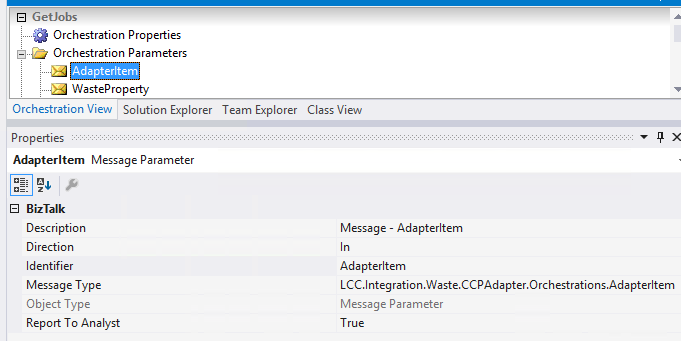 GetJobs
Orchestration Properties
Orchestration Parameters
AdapterItem
WasteProperty
Orchestration View Solution Explorer Team Explorer Class View
Properties
AdapterItem Message Parameter
BizTalk
Description Message - AdapterItem
Direction In
Identifier AdapterItem
Message Type LCC.Integration.Waste.CCPAdapter.Orchestrations.AdapterItem
Object Type Message Parameter
Report To Analyst True